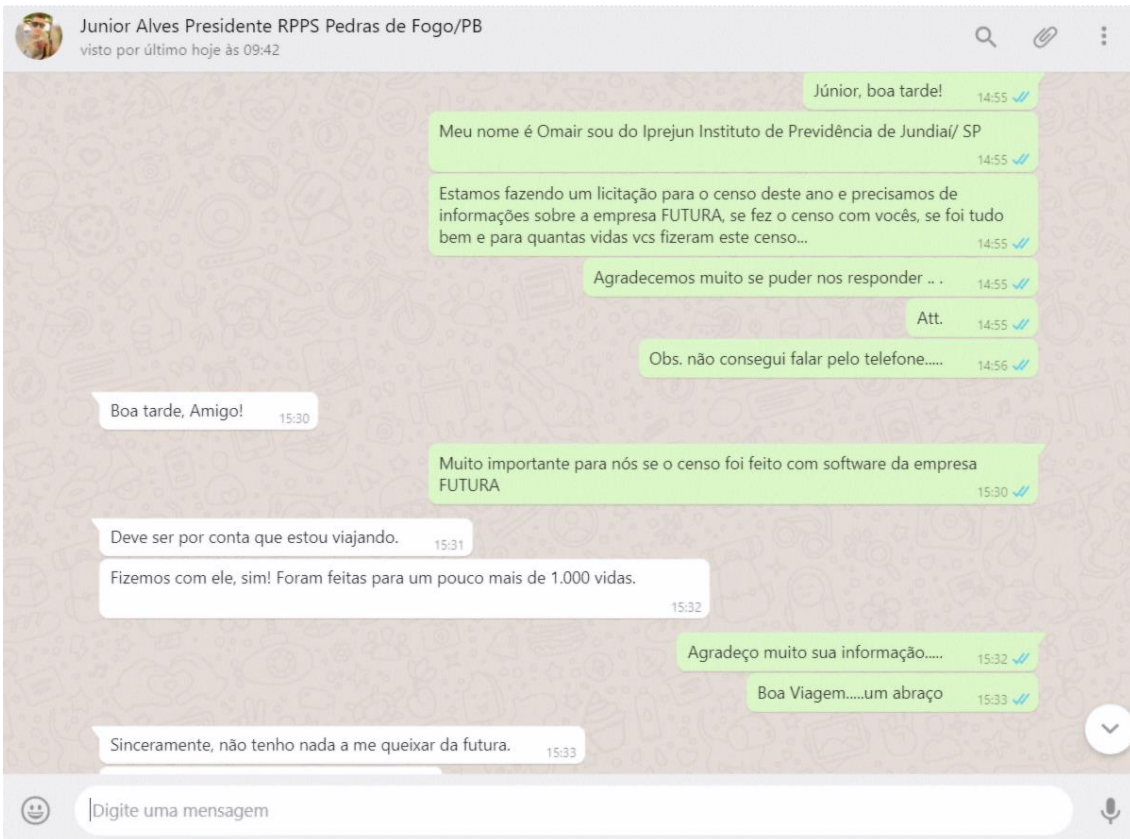 Junior Alves Presidente RPPS Pedras de Fogo/PB
visto por último hoje às 09:42
Júnior, boa tarde!
14:55
Meu nome é Omair sou do Iprejun Instituto de Previdência de Jundiaí/ SP
14:55
Estamos fazendo um licitação para o censo deste ano e precisamos de
informações sobre a empresa FUTURA, se fez o censo com vocês, se foi tudo
bem e para quantas vidas vcs fizeram este censo...
14:55
Agradecemos muito se puder nos responder .. .
14:55
Att.
14:55
Obs. não consegui falar pelo telefone.....
14:56
Boa tarde, Amigo!
15:30
Muito importante para nós se o censo foi feito com software da empresa
FUTURA
15:30
Deve ser por conta que estou viajando.
15:31
Fizemos com ele, sim! Foram feitas para um pouco mais de 1.000 vidas.
15:32
Agradeço muito sua informação.....
15:32
Boa Viagem.....um abraço
15:33
Sinceramente, não tenho nada a me queixar da futura.
15:33
Digite uma mensagem